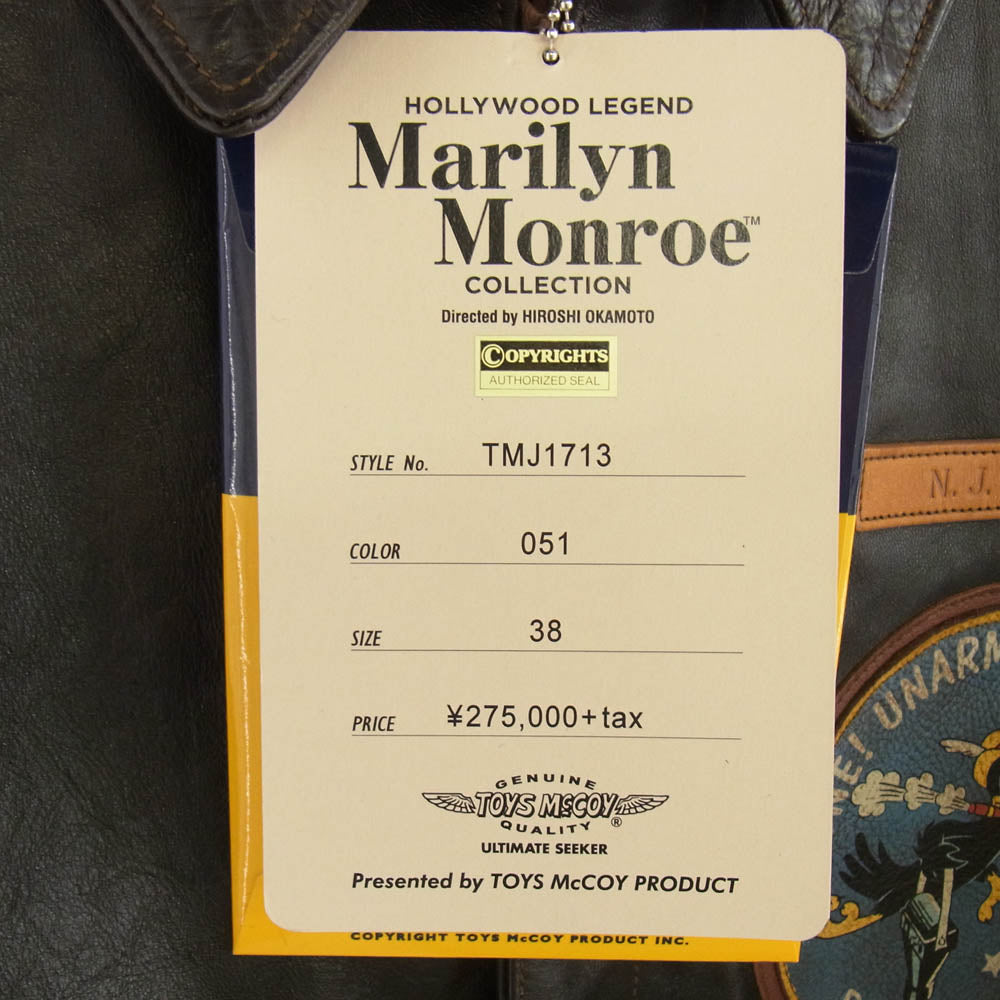 HOLLYWOOD LEGEND
Marilyn
Monroe™
COLLECTION
Directed by HIROSHI OKAMOTO
©OPYRIGHTS
AUTHORIZED SEAL
STYLE No. TMJ1713
COLOR 051
SIZE 38
PRICE ¥275,000+tax
GENUINE
TOYS McCOY
QUALITY ®
ULTIMATE SEEKER
Presented by TOYS McCOY PRODUCT
COPYRIGHT TOYS McCOY PRODUCT INC.
N. J.
ME! UNARM